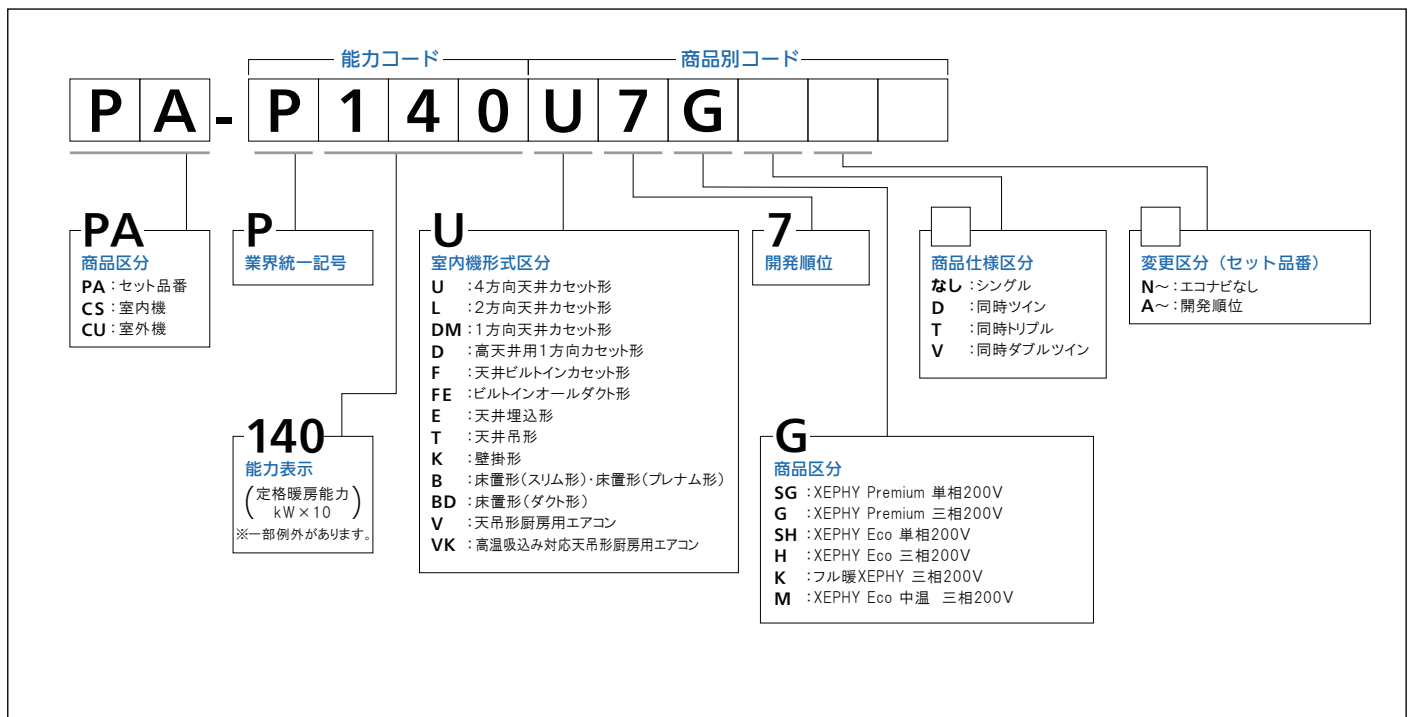 能力コード 商品別コード
PA-P140U7G
PA
商品区分
PA：セット品番
CS：室内機
CU：室外機
P
業界統一記号
140
能力表示
(定格暖房能力
kW×10)
※一部例外があります。
U
室内機形式区分
U ：4方向天井カセット形
L ：2方向天井カセット形
DM：1方向天井カセット形
D ：高天井用1方向カセット形
F ：天井ビルトインカセット形
FE ：ビルトインオールダクト形
E ：天井埋込形
T ：天井吊形
K ：壁掛形
B ：床置形(スリム形)・床置形(プレナム形)
BD：床置形(ダクト形)
V ：天吊形厨房用エアコン
VK ：高温吸込み対応天吊形厨房用エアコン
7
開発順位
G
商品区分
SG：XEPHY Premium 単相200V
G ：XEPHY Premium 三相200V
SH：XEPHY Eco 単相200V
H ：XEPHY Eco 三相200V
K ：フル暖XEPHY 三相200V
M ：XEPHY Eco 中温 三相200V
商品仕様区分
なし：シングル
D ：同時ツイン
T ：同時トリプル
V ：同時ダブルツイン
変更区分（セット品番）
N～：エコナビなし
A～：開発順位